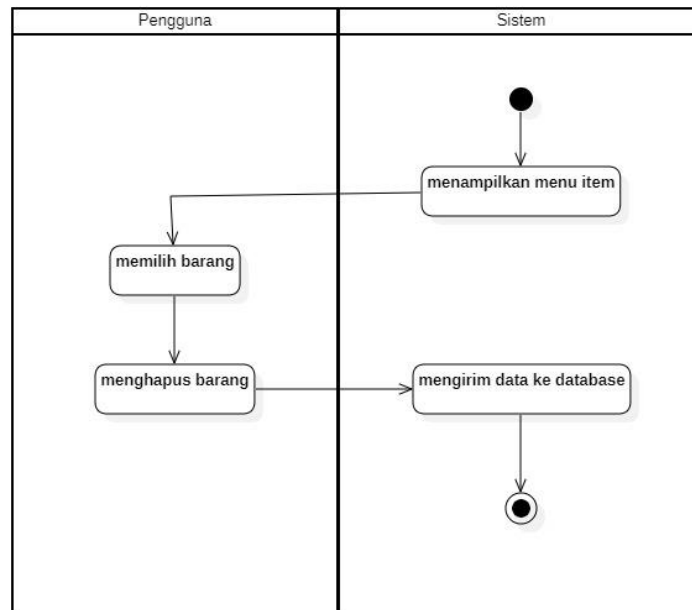 Pengguna
Sistem
menampilkan menu item
memilih barang
menghapus barang
mengirim data ke database